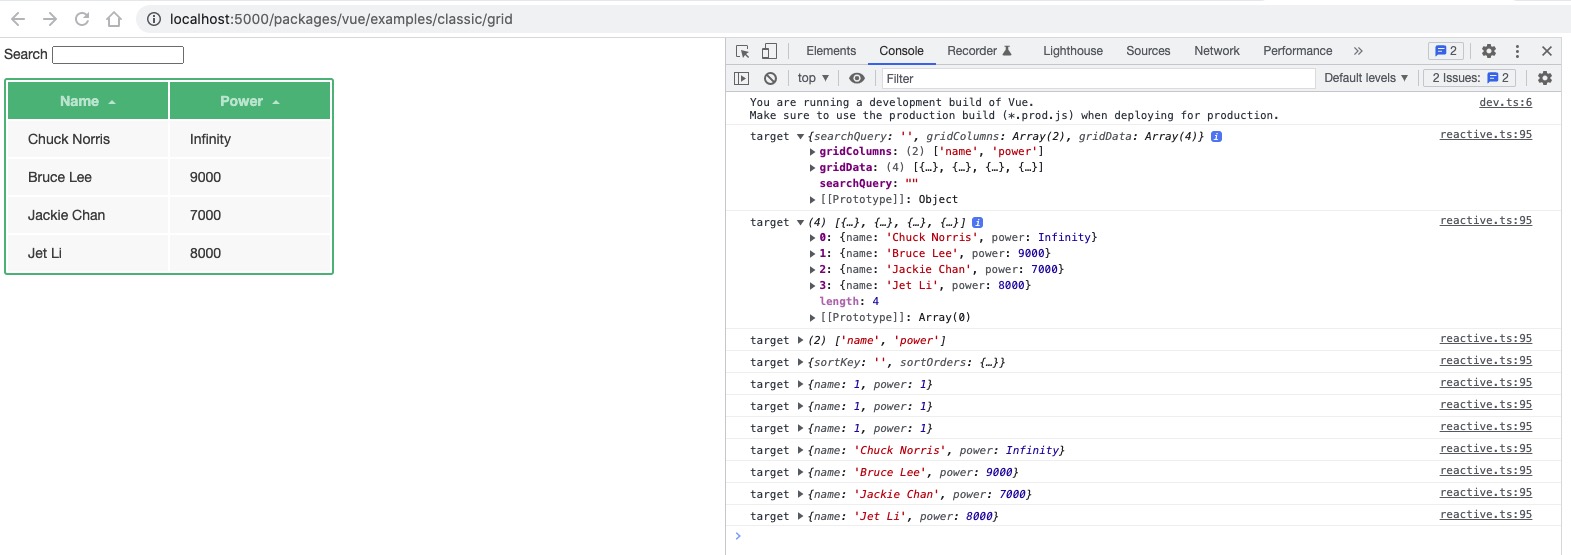 localhost:5000/packages/vue/examples/classic/grid
Search
Name Power
Chuck Norris Infinity
Bruce Lee 9000
Jackie Chan 7000
Jet Li 8000
Elements Console Recorder Lighthouse Sources Network Performance » 2
top Filter Default levels 2 Issues: 2
You are running a development build of Vue. dev.ts:6
Make sure to use the production build (*.prod.js) when deploying for production.
target {searchQuery: '', gridColumns: Array(2), gridData: Array(4)} i reactive.ts:95
gridColumns: (2) ['name', 'power']
gridData: (4) [{…}, {…}, {…}, {…}]
searchQuery: ""
[[Prototype]]: Object
target (4) [{…}, {…}, {…}, {…}] i reactive.ts:95
0: {name: 'Chuck Norris', power: Infinity}
1: {name: 'Bruce Lee', power: 9000}
2: {name: 'Jackie Chan', power: 7000}
3: {name: 'Jet Li', power: 8000}
length: 4
[[Prototype]]: Array(0)
target (2) ['name', 'power'] reactive.ts:95
target {sortKey: '', sortOrders: {…}} reactive.ts:95
target {name: 1, power: 1} reactive.ts:95
target {name: 1, power: 1} reactive.ts:95
target {name: 1, power: 1} reactive.ts:95
target {name: 'Chuck Norris', power: Infinity} reactive.ts:95
target {name: 'Bruce Lee', power: 9000} reactive.ts:95
target {name: 'Jackie Chan', power: 7000} reactive.ts:95
target {name: 'Jet Li', power: 8000} reactive.ts:95